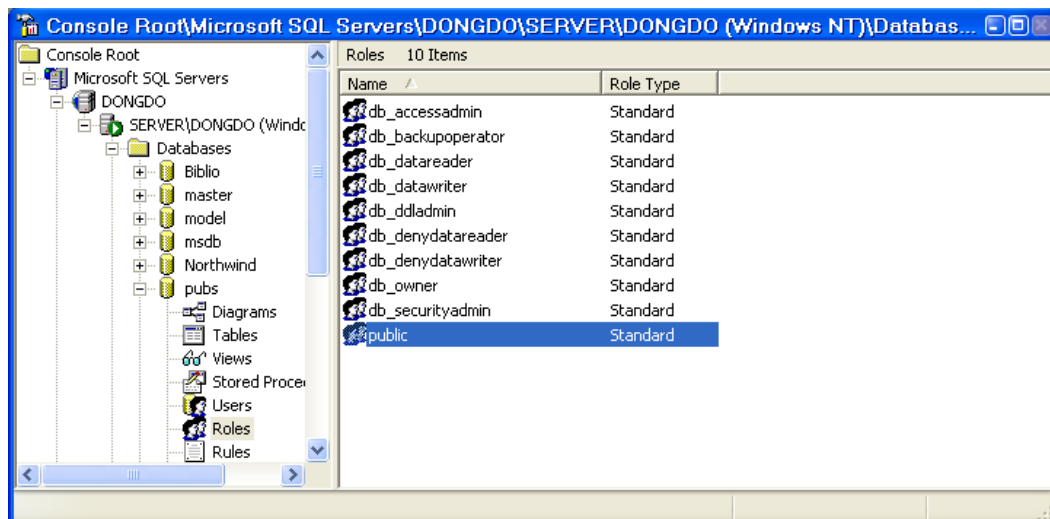 Console Root\Microsoft SQL Servers\DONGDO\SERVER\DONGDO (Windows NT)\Databas...
Console Root
Microsoft SQL Servers
DONGDO
SERVER\DONGDO (Windc
Databases
Biblio
master
model
msdb
Northwind
pubs
Diagrams
Tables
Views
Stored Proce
Users
Roles
Rules
Roles 10 Items
Name Role Type
db_accessadmin Standard
db_backupoperator Standard
db_datareader Standard
db_datawriter Standard
db_ddladmin Standard
db_denydatareader Standard
db_denydatawriter Standard
db_owner Standard
db_securityadmin Standard
public Standard